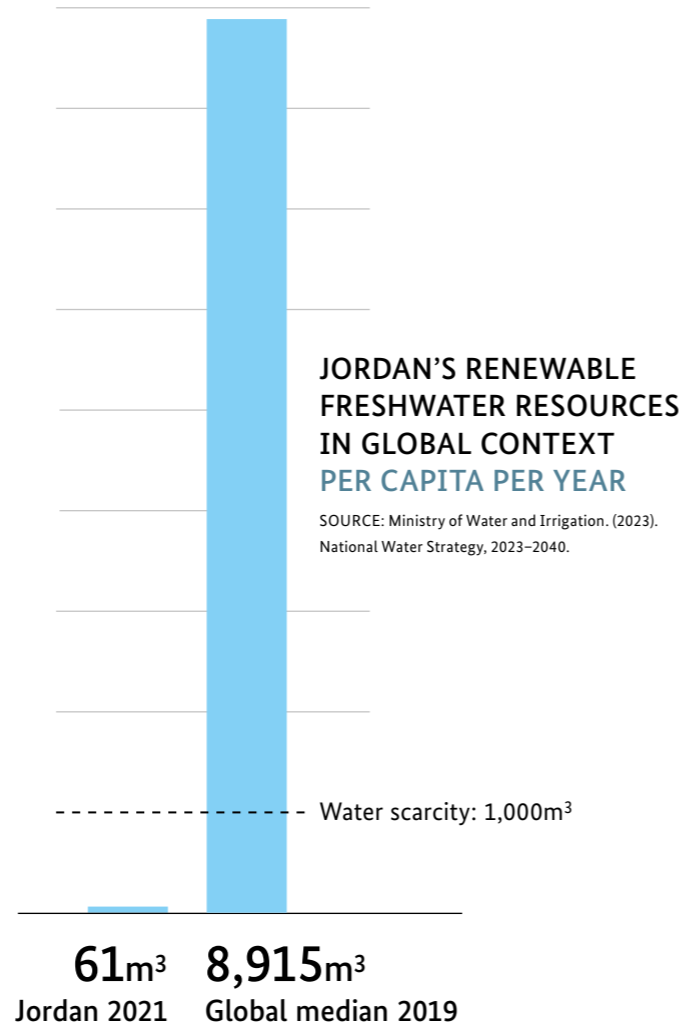 JORDAN’S RENEWABLE
FRESHWATER RESOURCES
IN GLOBAL CONTEXT
PER CAPITA PER YEAR
SOURCE: Ministry of Water and Irrigation. (2023).
National Water Strategy, 2023–2040.
Water scarcity: 1,000m³
61m³ 8,915m³
Jordan 2021 Global median 2019